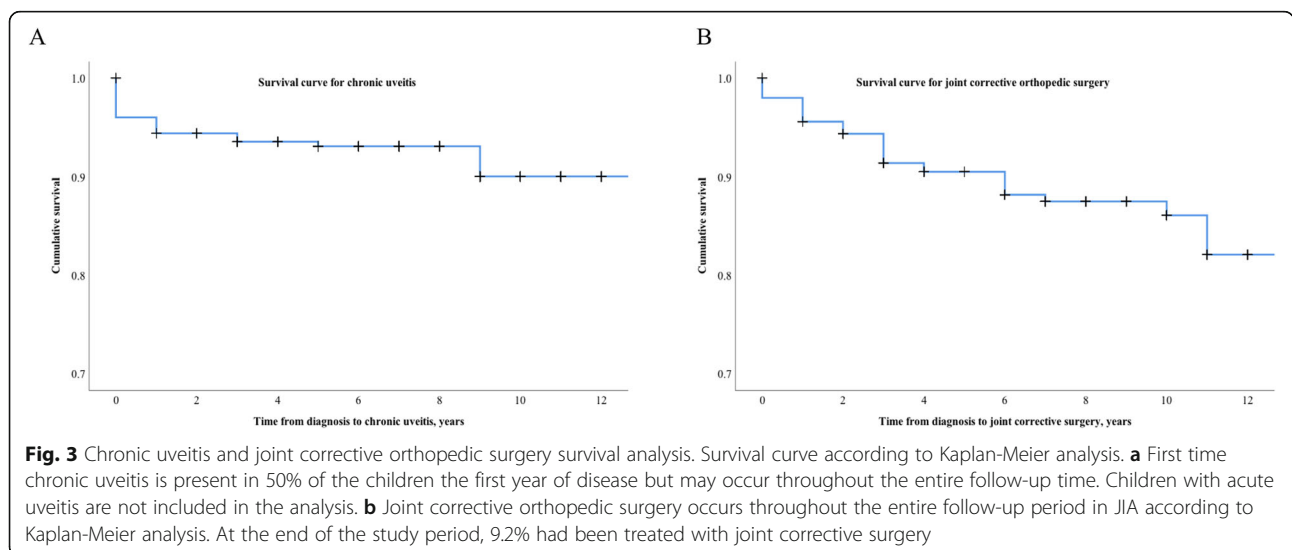 A
Survival curve for chronic uveitis
1.0
0.9
0.8
0.7
Cumulative survival
0 2 4 6 8 10 12
Time from diagnosis to chronic uveitis, years
B
Survival curve for joint corrective orthopedic surgery
1.0
0.9
0.8
0.7
Cumulative survival
0 2 4 6 8 10 12
Time from diagnosis to joint corrective surgery, years
Fig. 3 Chronic uveitis and joint corrective orthopedic surgery survival analysis. Survival curve according to Kaplan-Meier analysis. a First time
chronic uveitis is present in 50% of the children the first year of disease but may occur throughout the entire follow-up time. Children with acute
uveitis are not included in the analysis. b Joint corrective orthopedic surgery occurs throughout the entire follow-up period in JIA according to
Kaplan-Meier analysis. At the end of the study period, 9.2% had been treated with joint corrective surgery